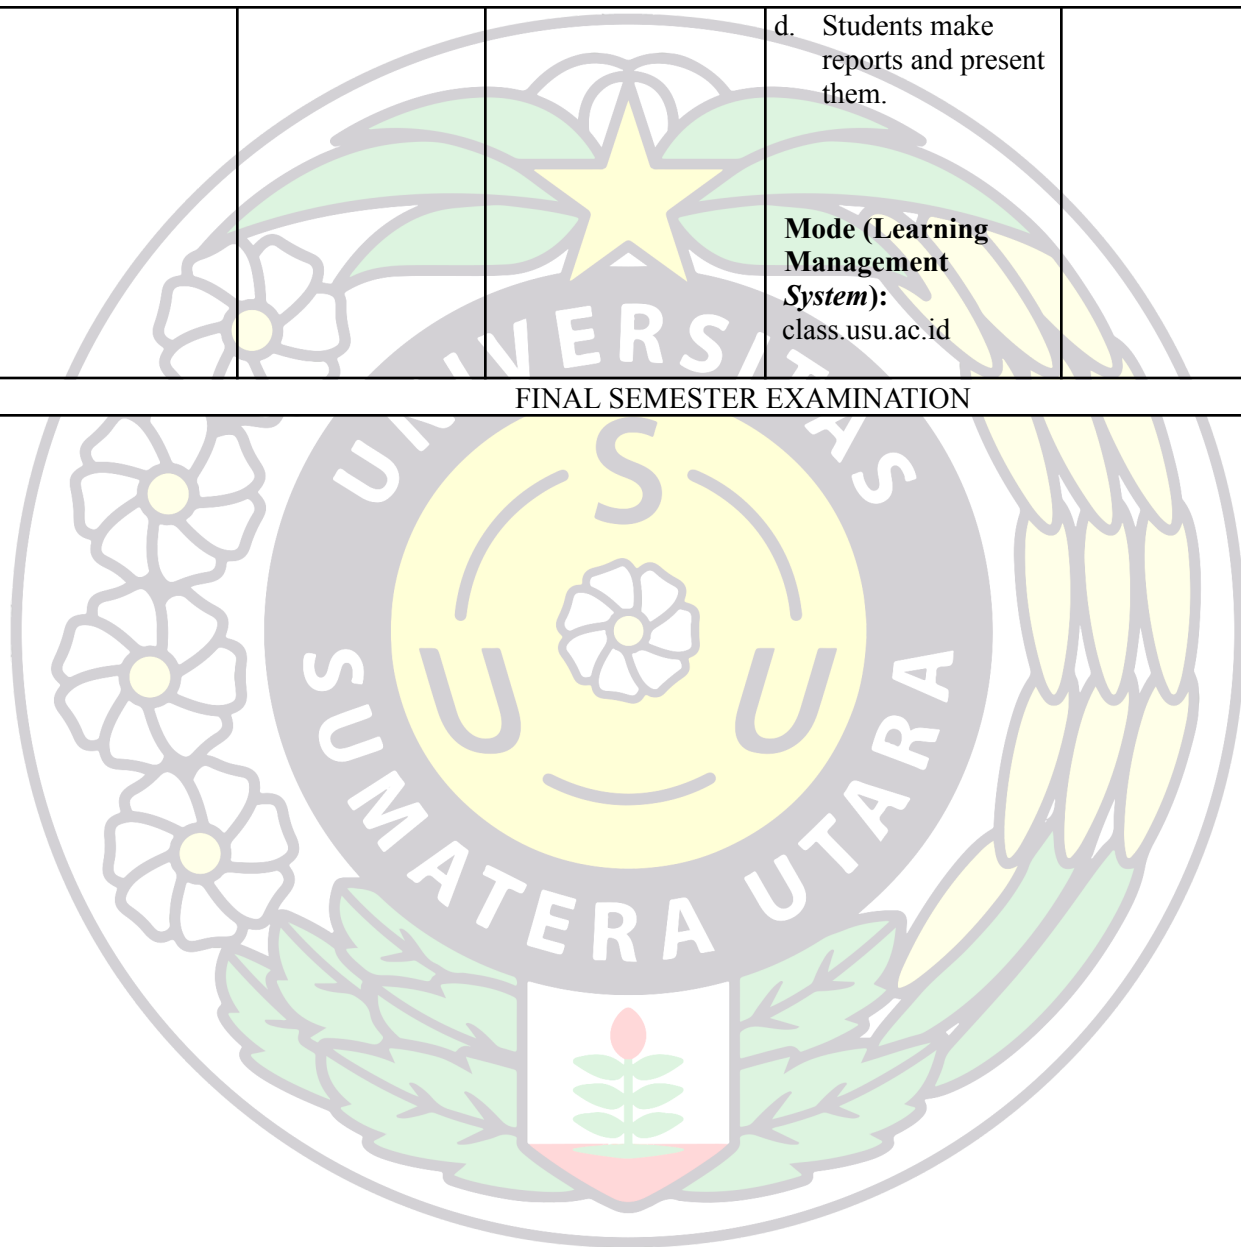 d. Students make
reports and present
them.
Mode (Learning
Management
System):
class.usu.ac.id
FINAL SEMESTER EXAMINATION
UNIVERSITAS
SUMATERA UTARA
S
U U